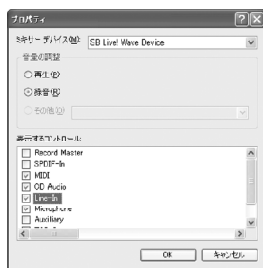 プロパティ
ミキサー デバイス(M): SB Live! Wave Device
音量の調整
再生(P)
録音(R)
その他(O)
表示するコントロール:
Record Master
SPDIF-In
MIDI
CD Audio
Line-In
Microphone
Auxiliary
OK キャンセル